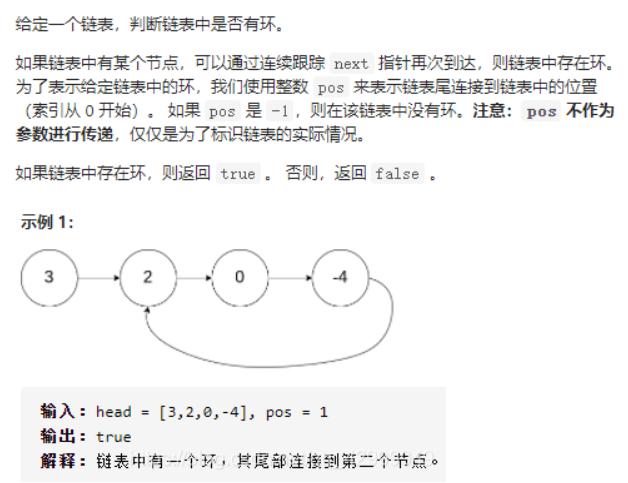 给定一个链表，判断链表中是否有环。
如果链表中有某个节点，可以通过连续跟踪 next 指针再次到达，则链表中存在环。
为了表示给定链表中的环，我们使用整数 pos 来表示链表尾连接到链表中的位置
（索引从 0 开始）。 如果 pos 是 -1，则在该链表中没有环。注意： pos 不作为
参数进行传递，仅仅是为了标识链表的实际情况。
如果链表中存在环，则返回 true 。 否则，返回 false 。
示例 1：
3 2 0 -4
输入：head = [3,2,0,-4], pos = 1
输出：true
解释：链表中有一个环，其尾部连接到第二个节点。